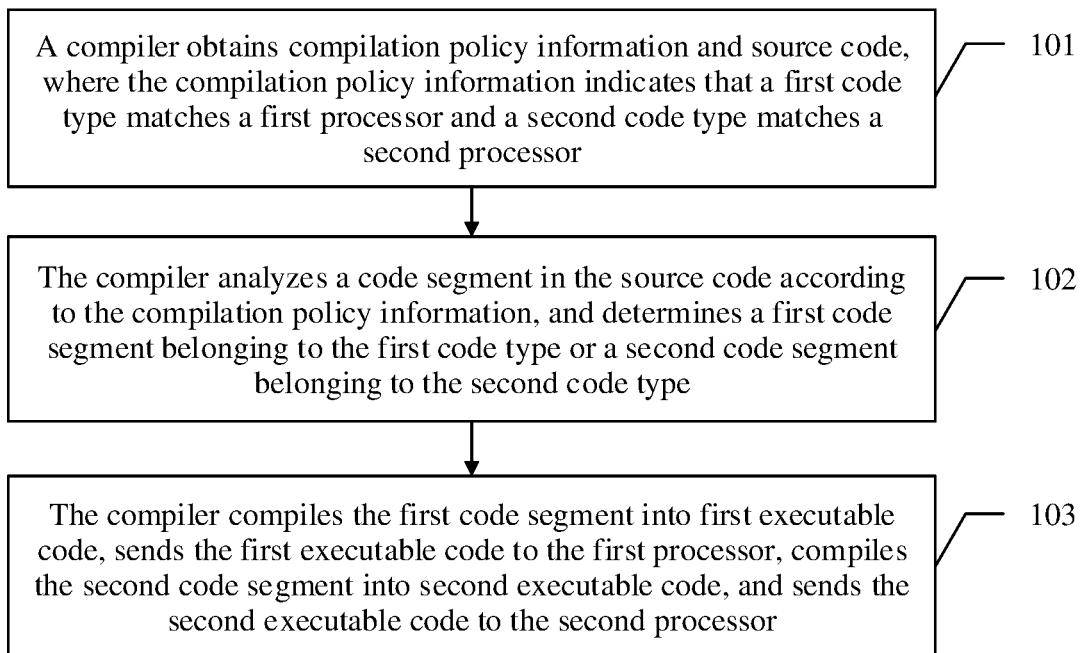 A compiler obtains compilation policy information and source code,
where the compilation policy information indicates that a first code
type matches a first processor and a second code type matches a
second processor
101
The compiler analyzes a code segment in the source code according
to the compilation policy information, and determines a first code
segment belonging to the first code type or a second code segment
belonging to the second code type
102
The compiler compiles the first code segment into first executable
code, sends the first executable code to the first processor, compiles
the second code segment into second executable code, and sends the
second executable code to the second processor
103